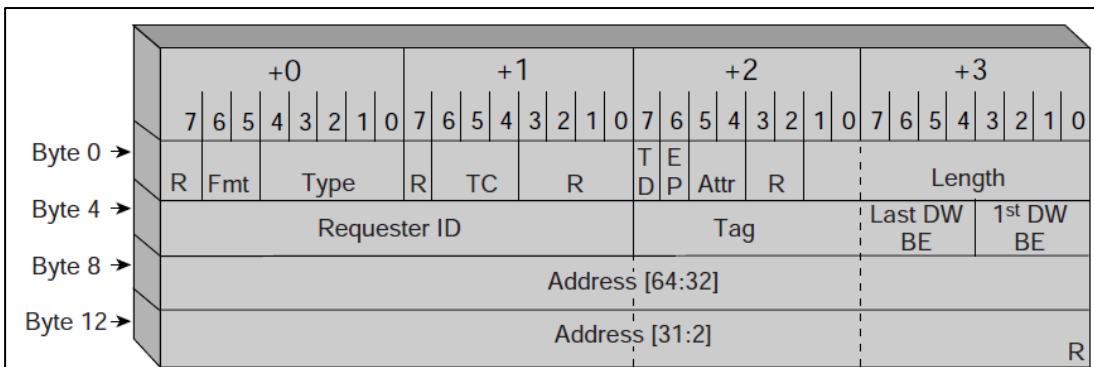 +0 +1 +2 +3
7 6 5 4 3 2 1 0 7 6 5 4 3 2 1 0 7 6 5 4 3 2 1 0 7 6 5 4 3 2 1 0
Byte 0 R Fmt Type R TC R TD EP Attr R Length
Byte 4 Requester ID Tag Last DW BE 1st DW BE
Byte 8 Address [64:32]
Byte 12 Address [31:2] R